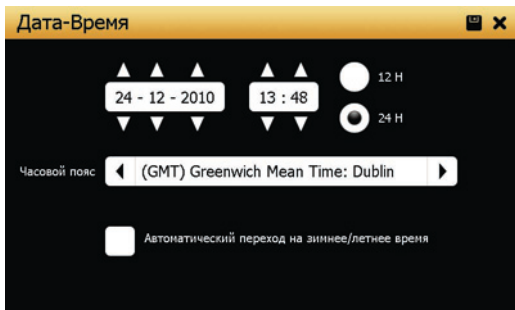 Дата-Время
12 H
24 - 12 - 2010 13 : 48
24 H
Часовой пояс (GMT) Greenwich Mean Time: Dublin
Автоматический переход на зимнее/летнее время